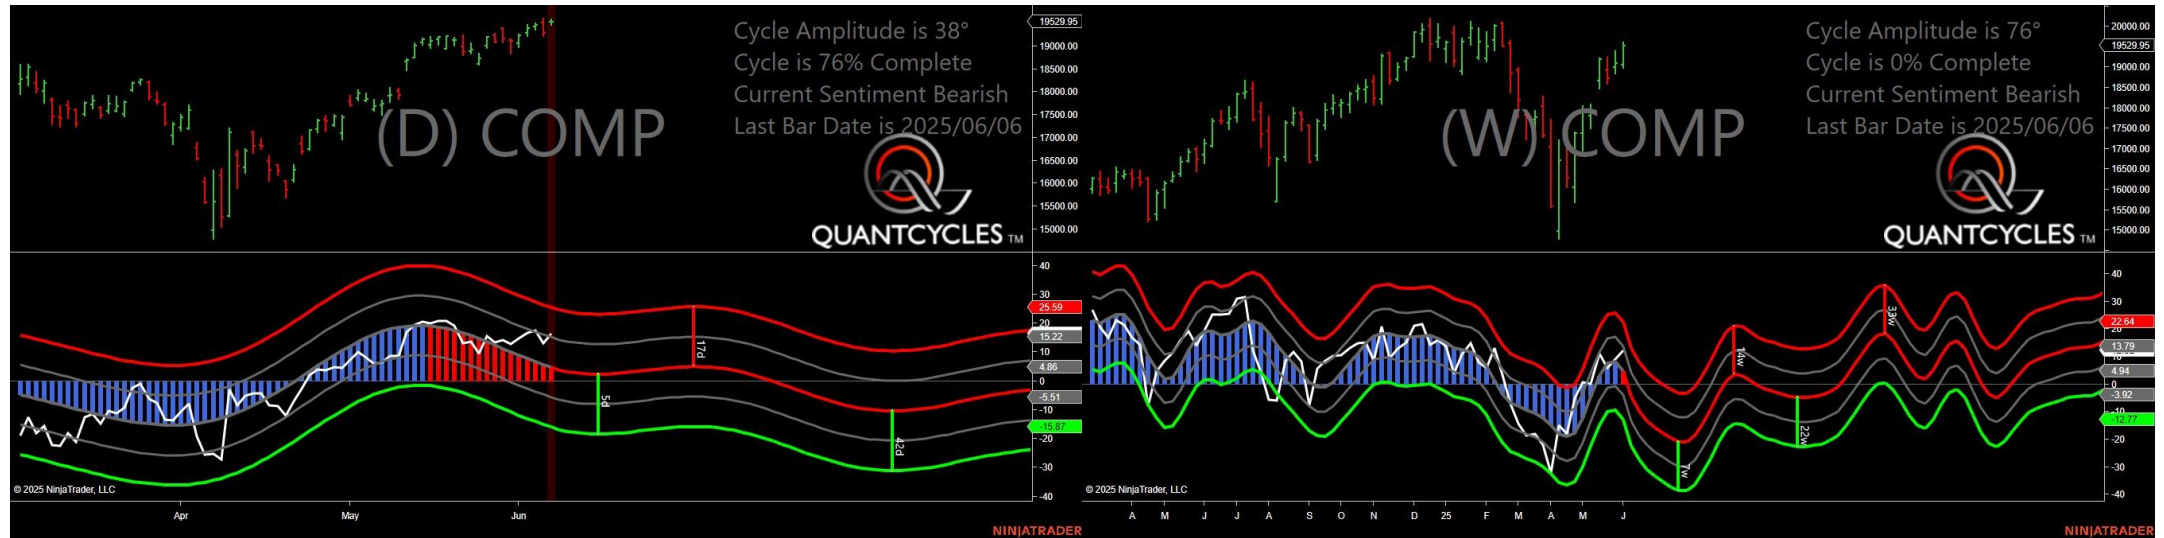 Cycle Amplitude is 38°
Cycle is 76% Complete
Current Sentiment Bearish
Last Bar Date is 2025/06/06
(D) COMP
QUANTCYCLES TM
19529.95
19000.00
18500.00
18000.00
17500.00
17000.00
16500.00
16000.00
15500.00
15000.00
40
30
25.59
20
15.22
10
4.86
0
-5.51
-10
-15.87
-20
-30
-40
5d
17d
42d
© 2025 NinjaTrader, LLC
Apr May Jun
NINJATRADER
Cycle Amplitude is 76°
Cycle is 0% Complete
Current Sentiment Bearish
Last Bar Date is 2025/06/06
(W) COMP
QUANTCYCLES TM
20000.00
19529.95
19000.00
18500.00
18000.00
17500.00
17000.00
16500.00
16000.00
15500.00
15000.00
40
30
22.64
20
13.79
10
4.94
0
-3.92
-10
-12.77
-20
-30
-40
7w
14w
22w
33w
© 2025 NinjaTrader, LLC
A M J J A S O N D 25 F M A M J
NINJATRADER